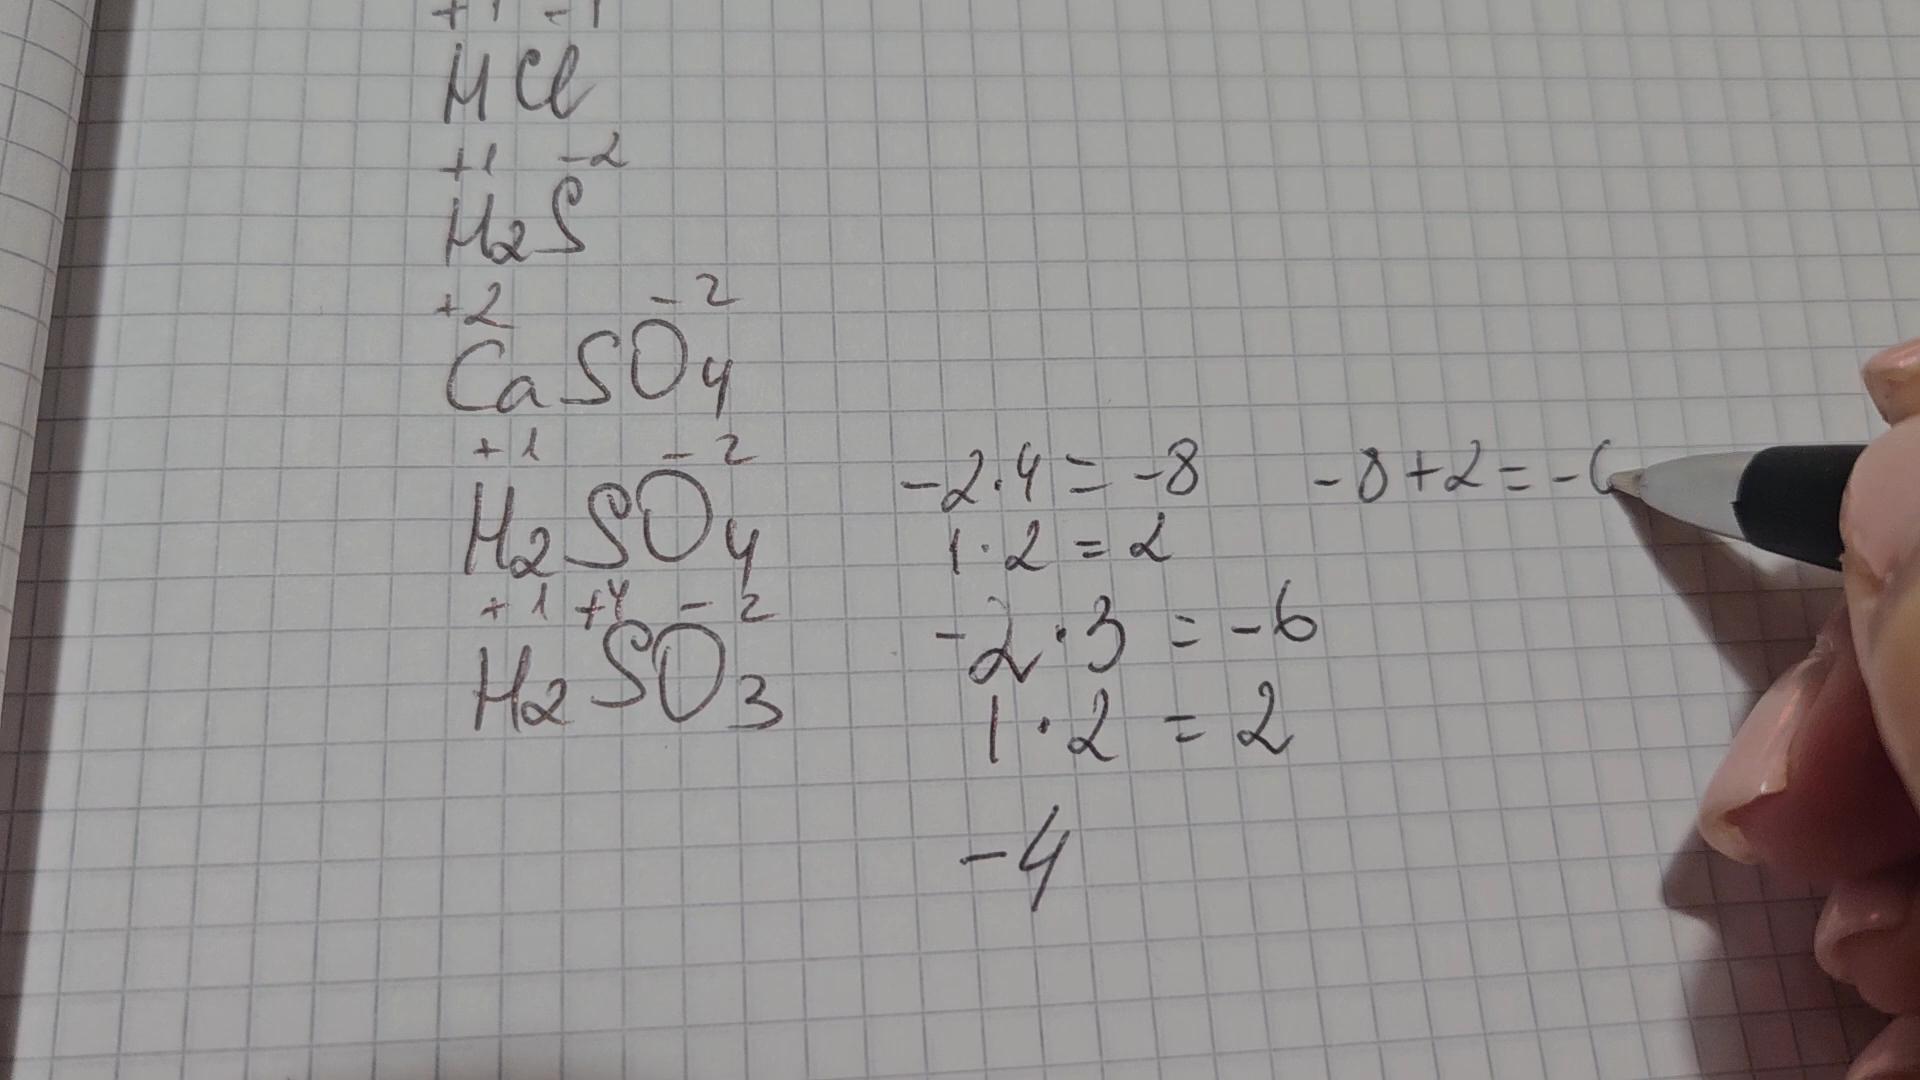 +1 -1
HCl
+1 -2
H2S
+2 -2
CaSO4
+1 -2
H2SO4
-2·4 = -8 -8+2=-6
1·2 = 2
+1 +4 -2
H2SO3
-2·3 = -6
1·2 = 2
-4